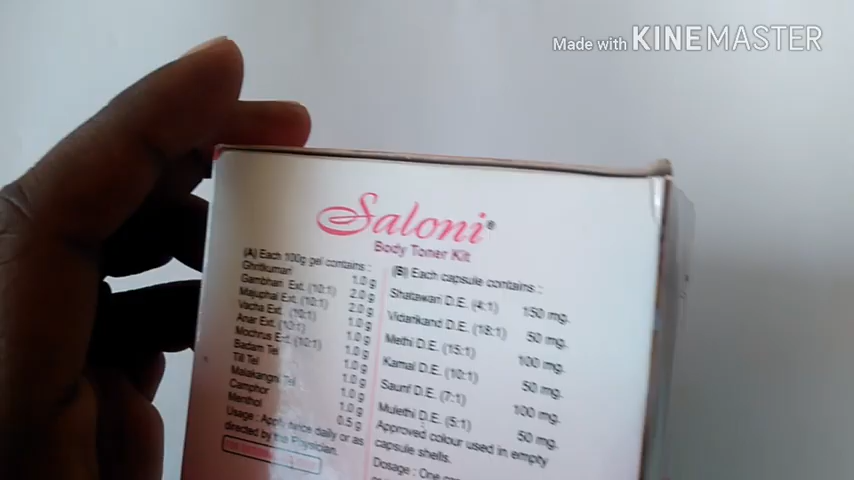 Made with KINEMASTER
Saloni®
Body Toner Kit
(A) Each 100g gel contains :
Ghritkumari 1.0 g
Gambhari Ext. (10:1) 2.0 g
Majuphal Ext. (10:1) 2.0 g
Vacha Ext. (10:1) 1.0 g
Anar Ext. (10:1) 1.0 g
Mochrus Ext. (10:1) 1.0 g
Badam Tel 1.0 g
Till Tel 1.0 g
Malakangni Tel 1.0 g
Camphor 1.0 g
Menthol 0.5 g
Usage : Apply twice daily or as
directed by the Physician.
(B) Each capsule contains :
Shatawari D.E. (4:1) 150 mg.
Vidarikand D.E. (18:1) 50 mg.
Methi D.E. (15:1) 100 mg.
Kamal D.E. (10:1) 50 mg.
Saunf D.E. (7:1) 100 mg.
Mulethi D.E. (5:1) 50 mg.
Approved colour used in empty
capsule shells.
Dosage : One